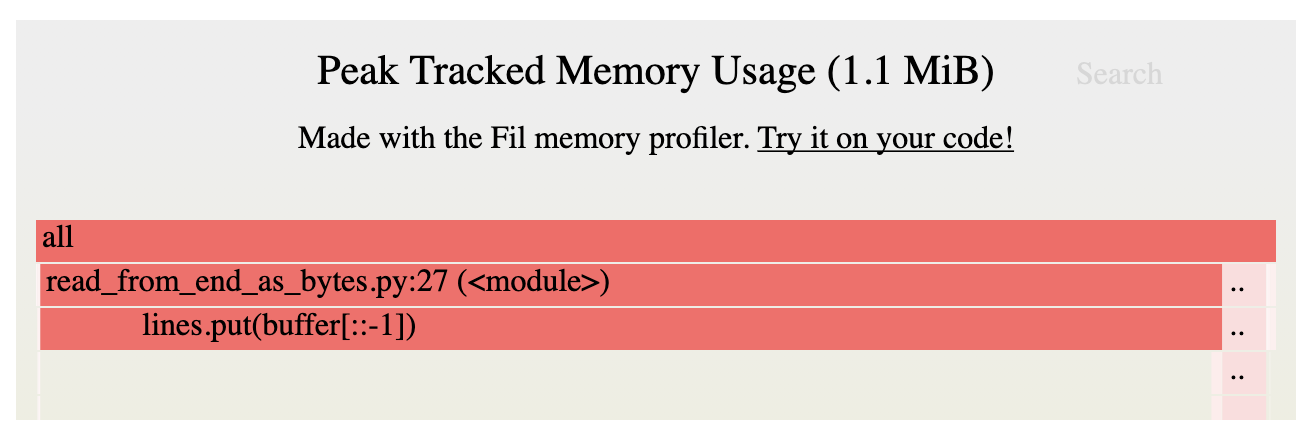 Peak Tracked Memory Usage (1.1 MiB)
Search
Made with the Fil memory profiler. Try it on your code!
all
read_from_end_as_bytes.py:27 (<module>)
..
lines.put(buffer[::-1])
..
..